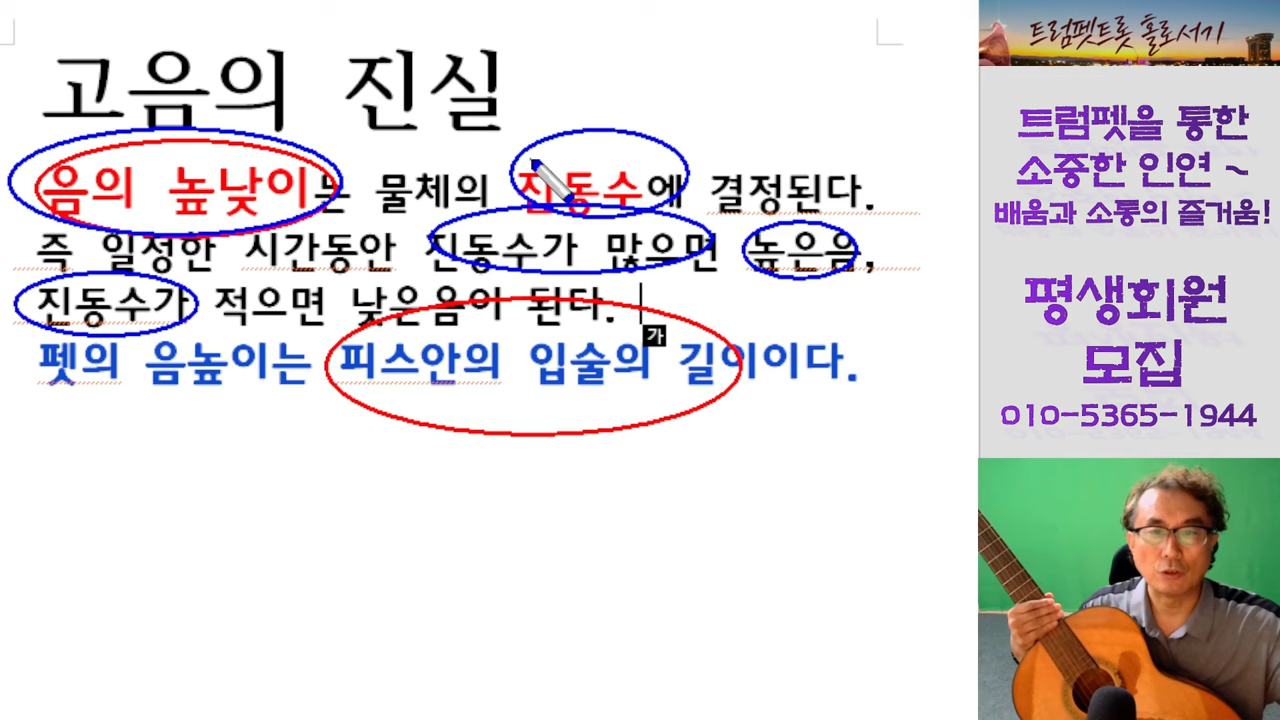 고음의 진실
음의 높낮이는 물체의 진동수에 결정된다.
즉 일정한 시간동안 진동수가 많으면 높은음,
진동수가 적으면 낮은음이 된다.
가
펫의 음높이는 피스안의 입술의 길이이다.
트럼펫트롯 홀로서기
트럼펫을 통한
소중한 인연 ~
배움과 소통의 즐거움!
평생회원
모집
010-5365-1944